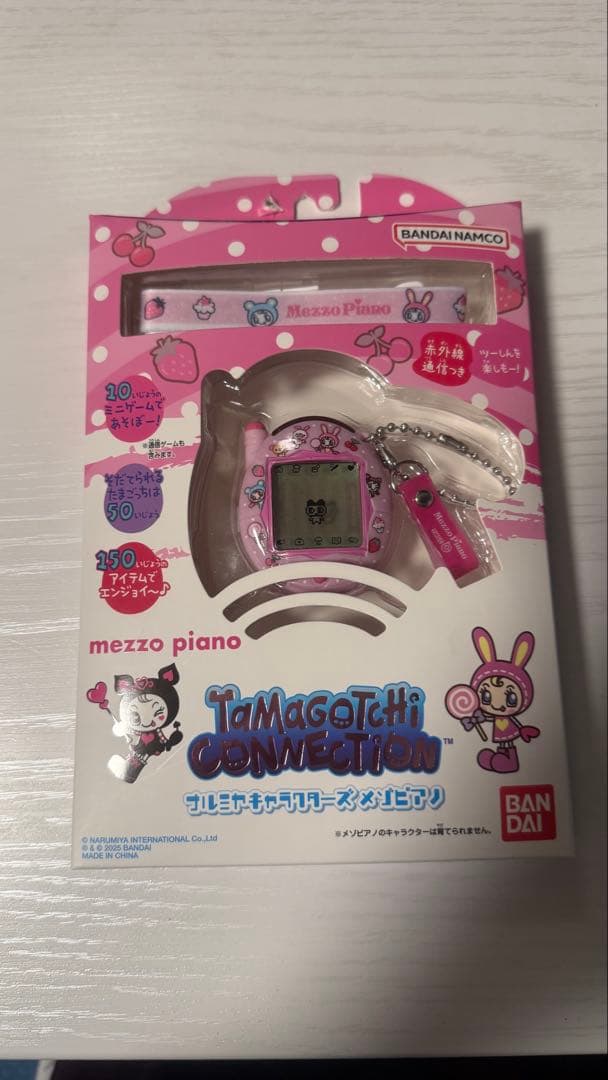 BANDAI NAMCO
Mezzo Piano
赤外線
通信つき
ツーしんを
楽しもー!
10いじょうの
ミニゲームで
あそぼー!
※通信ゲームも
含みます。
そだてられる
たまごっちは
50いじょう
150いじょうの
アイテムで
エンジョイ〜♪
Mezzo Piano
mezzo piano
TAMAGOTCHI
CONNECTION™
ナルミヤキャラクターズ メゾピアノ
BAN
DAI
※メゾピアノのキャラクターは育てられません。
© NARUMIYA INTERNATIONAL Co.,Ltd
© & © 2025 BANDAI
MADE IN CHINA